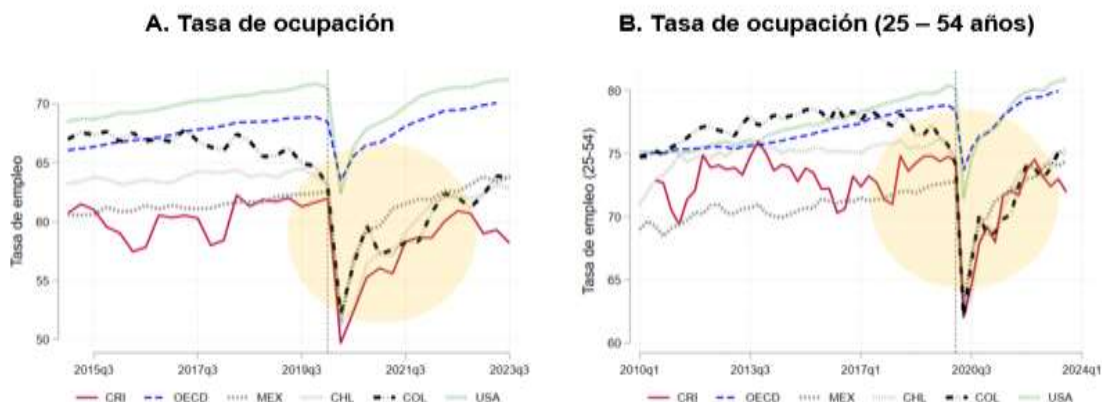 A. Tasa de ocupación
B. Tasa de ocupación (25 – 54 años)
Tasa de empleo
70
65
60
55
50
2015q3 2017q3 2019q3 2021q3 2023q3
CRI OECD MEX CHL COL USA
Tasa de empleo (25-54)
80
75
70
65
60
2010q1 2013q3 2017q1 2020q3 2024q1
CRI OECD MEX CHL COL USA